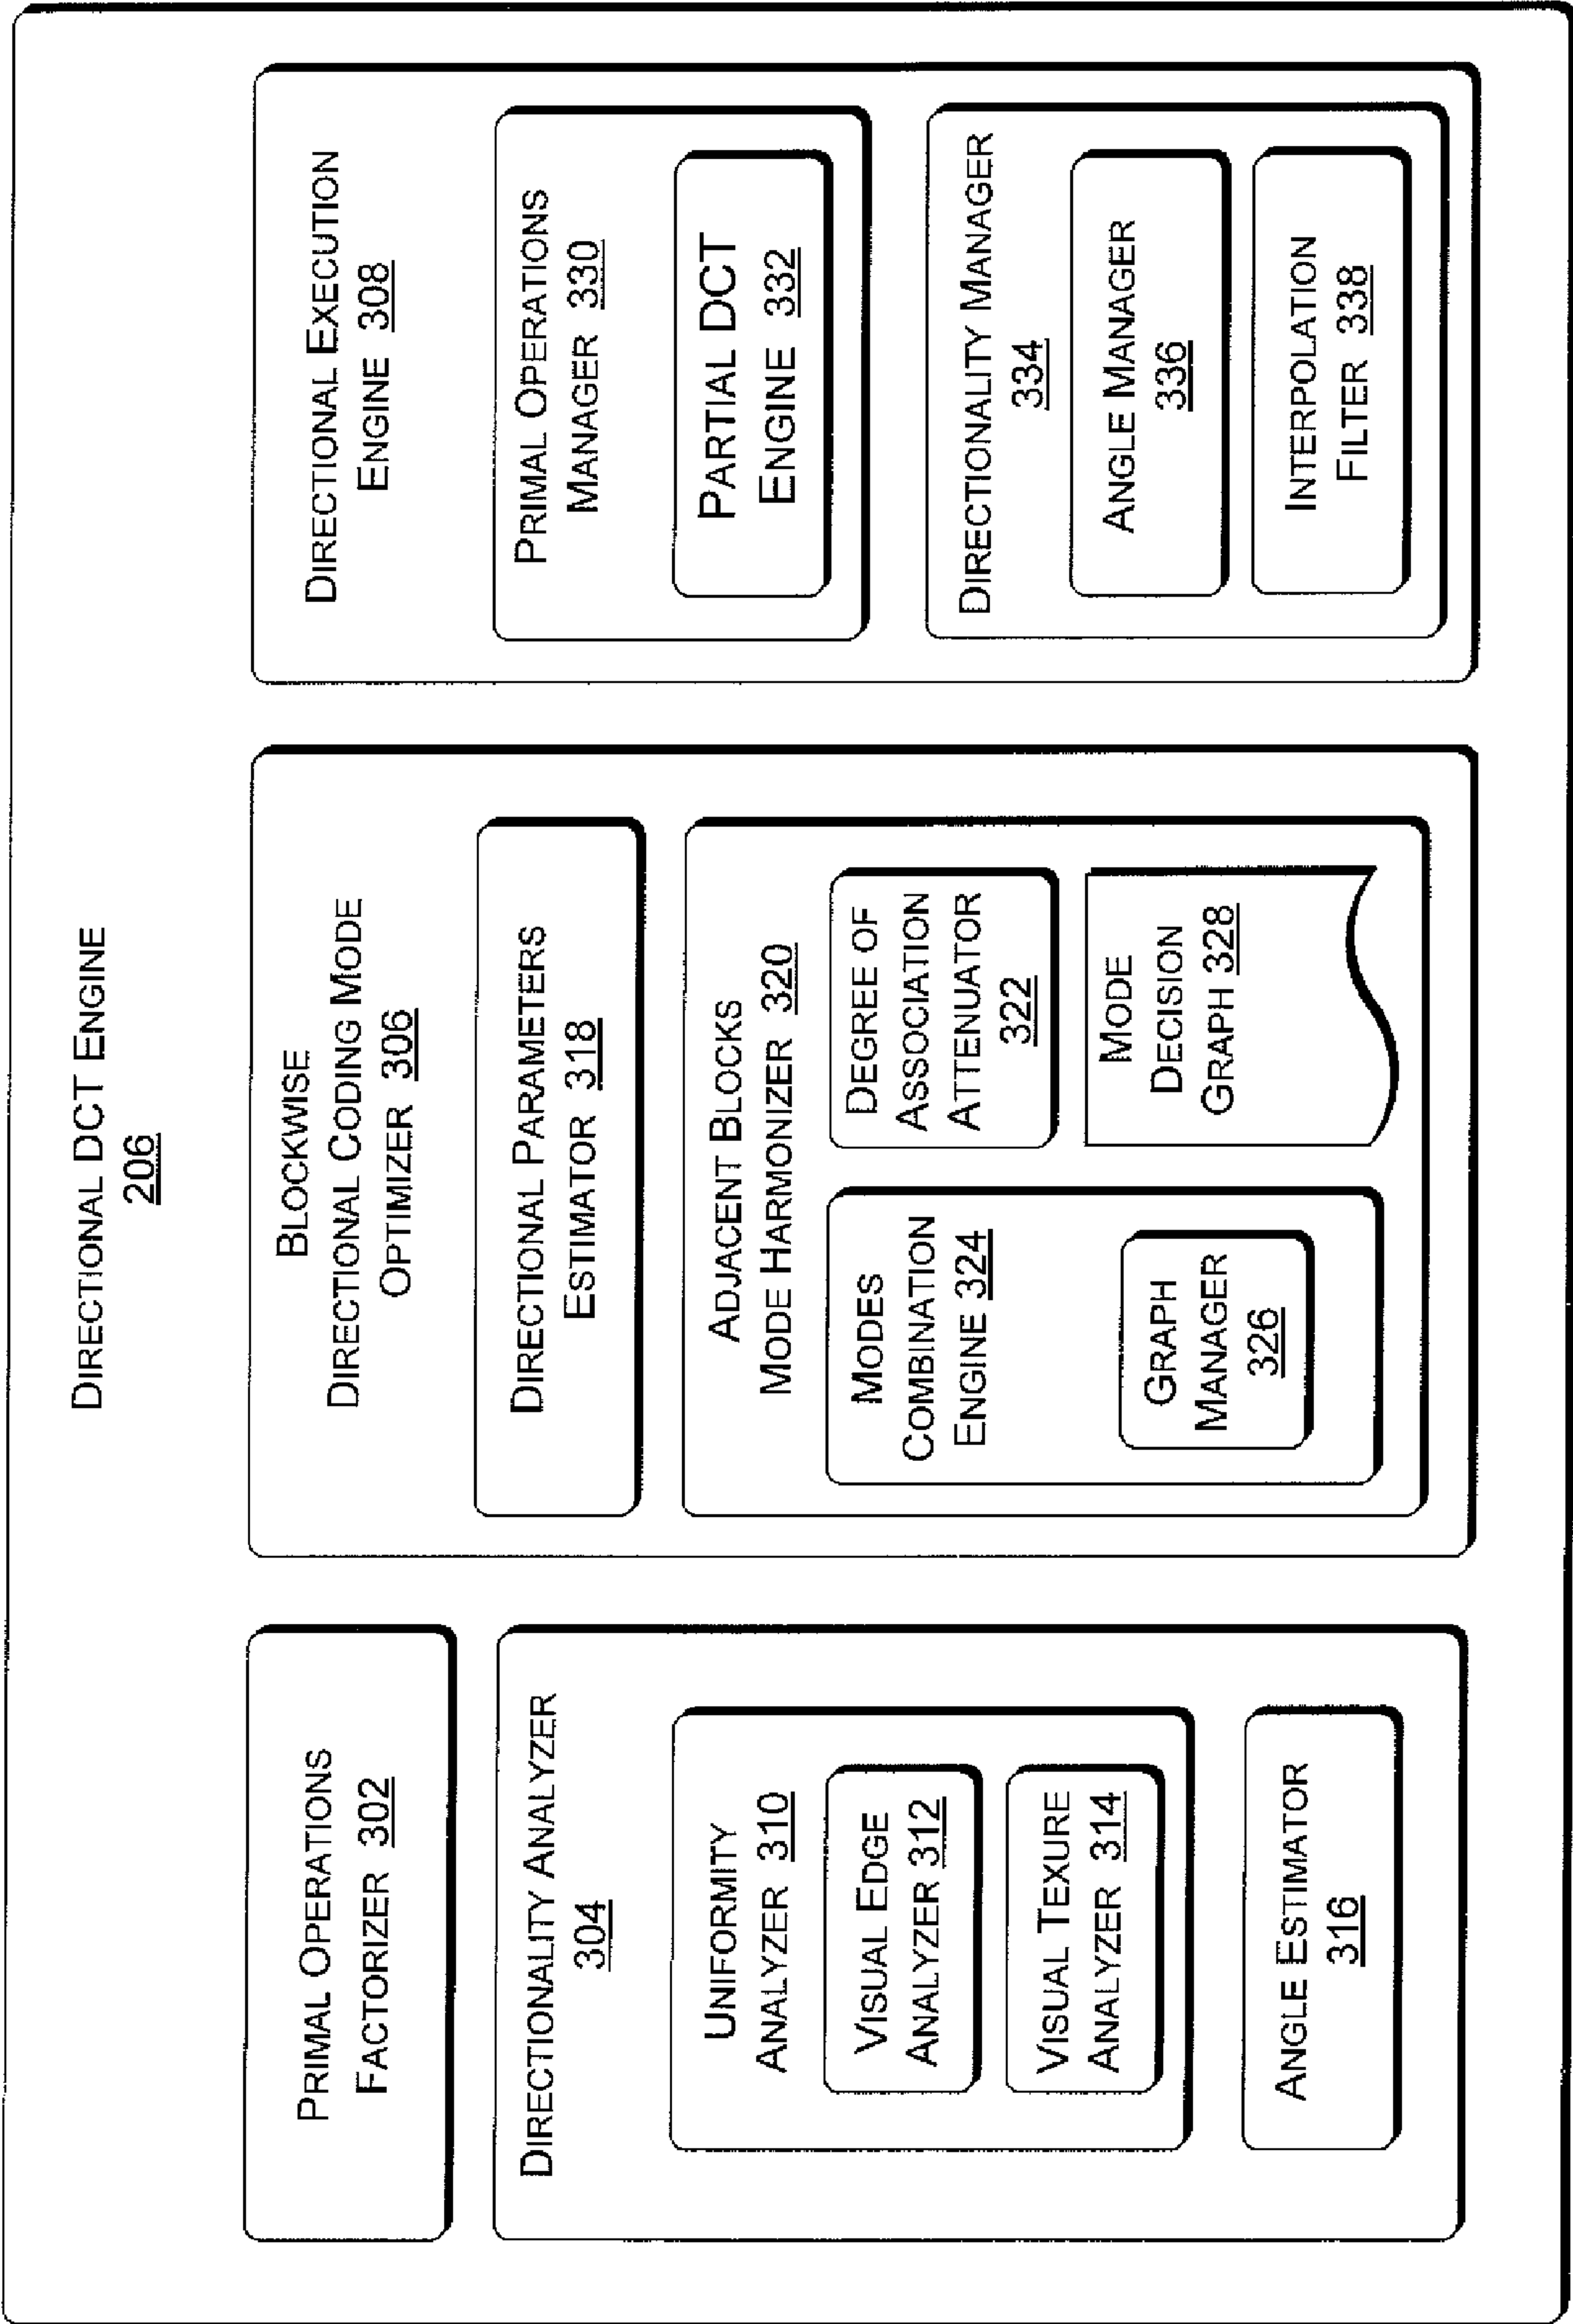 DIRECTIONAL DCT ENGINE
206
PRIMAL OPERATIONS
FACTORIZER 302
DIRECTIONALITY ANALYZER
304
UNIFORMITY
ANALYZER 310
VISUAL EDGE
ANALYZER 312
VISUAL TEXURE
ANALYZER 314
ANGLE ESTIMATOR
316
BLOCKWISE
DIRECTIONAL CODING MODE
OPTIMIZER 306
DIRECTIONAL PARAMETERS
ESTIMATOR 318
ADJACENT BLOCKS
MODE HARMONIZER 320
MODES
COMBINATION
ENGINE 324
GRAPH
MANAGER
326
DEGREE OF
ASSOCIATION
ATTENUATOR
322
MODE
DECISION
GRAPH 328
DIRECTIONAL EXECUTION
ENGINE 308
PRIMAL OPERATIONS
MANAGER 330
PARTIAL DCT
ENGINE 332
DIRECTIONALITY MANAGER
334
ANGLE MANAGER
336
INTERPOLATION
FILTER 338